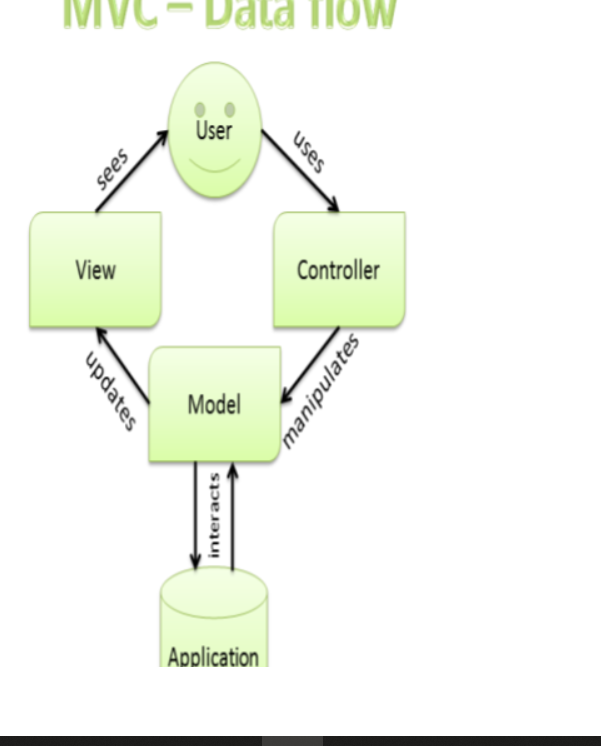 MVC – Data flow
User
sees
uses
View
Controller
updates
Model
manipulates
interacts
Application